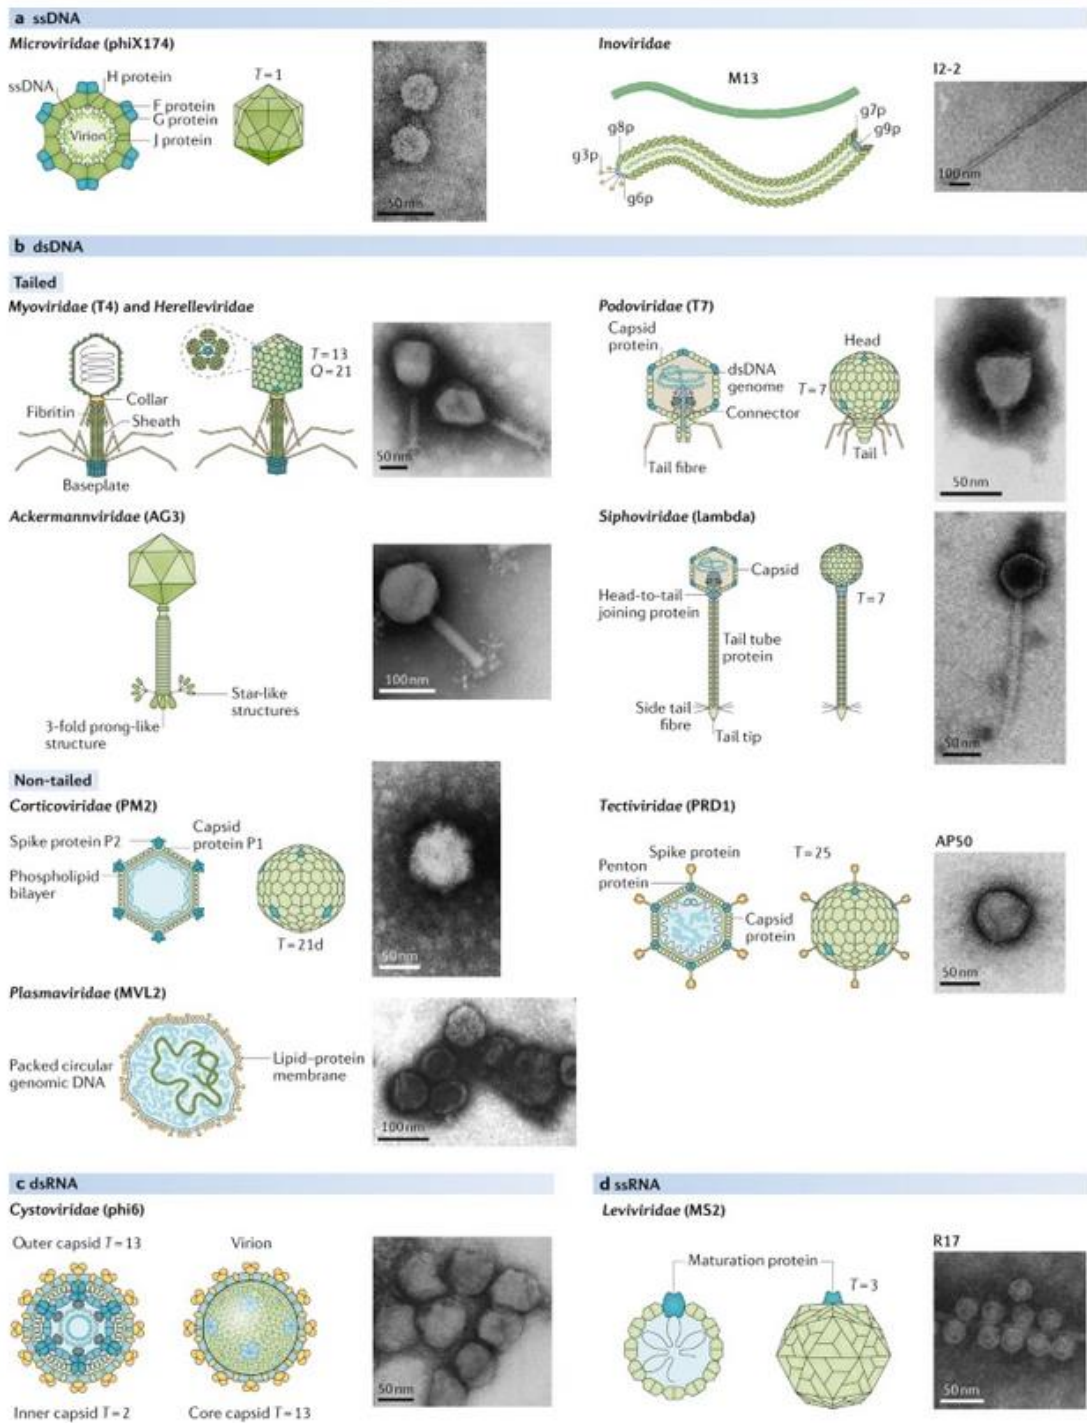 a ssDNA
Microviridae (phiX174)
H protein
ssDNA
T=1
F protein
G protein
Virion
J protein
50 nm
Inoviridae
M13
I2-2
g7p
g8p
g9p
g3p
g6p
100 nm
b dsDNA
Tailed
Myoviridae (T4) and Herelleviridae
T=13
Q=21
Collar
Fibritin
Sheath
Baseplate
50 nm
Podoviridae (T7)
Capsid
protein
Head
dsDNA
genome
T=7
Connector
Tail fibre
Tail
50 nm
Ackermannviridae (AG3)
Star-like
structures
3-fold prong-like
structure
100 nm
Siphoviridae (lambda)
Capsid
Head-to-tail
joining protein
T=7
Tail tube
protein
Side tail
fibre
Tail tip
50 nm
Non-tailed
Corticoviridae (PM2)
Spike protein P2
Capsid
protein P1
Phospholipid
bilayer
T=21d
50 nm
Tectiviridae (PRD1)
Spike protein
T=25
AP50
Penton
protein
Capsid
protein
50 nm
Plasmaviridae (MVL2)
Packed circular
genomic DNA
Lipid–protein
membrane
100 nm
c dsRNA
Cystoviridae (phi6)
Outer capsid T=13
Virion
Inner capsid T=2
Core capsid T=13
50 nm
d ssRNA
Leviviridae (MS2)
R17
Maturation protein
T=3
50 nm